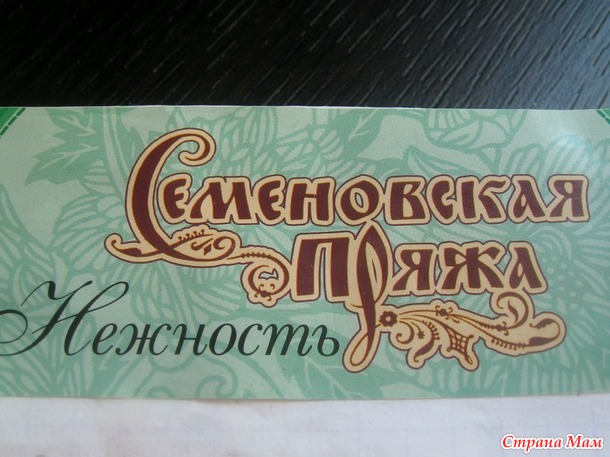 Семеновская
Пряжа
Нежность
Страна Мам